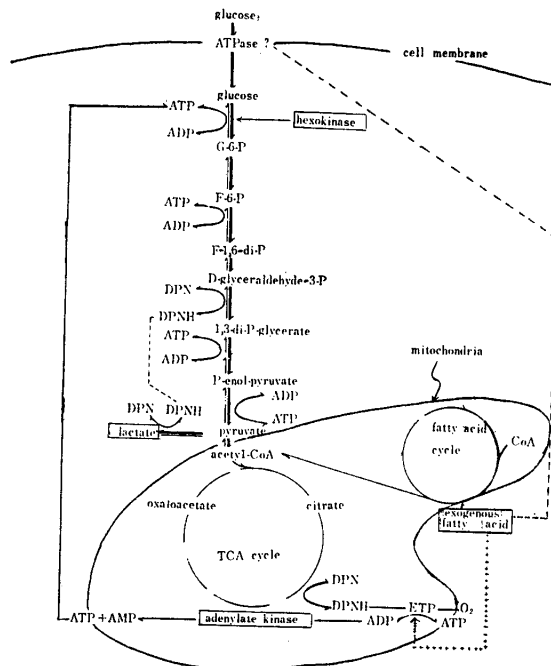 glucose,
ATPase ?
cell membrane
glucose
ATP
hexokinase
ADP
G-6-P
F-6-P
ATP
ADP
F-1,6-di-P
D-glyceraldehyde-3-P
DPN
DPNH
1,3-di-P-glycerate
ATP
ADP
mitochondria
P-enol-pyruvate
ADP
DPN
DPNH
ATP
lactate
pyruvate
fatty acid
cycle
CoA
acetyl-CoA
oxaloacetate
citrate
exogenous
fatty acid
TCA cycle
DPN
DPNH
ETP
O₂
ATP+AMP
adenylate kinase
ADP
ATP